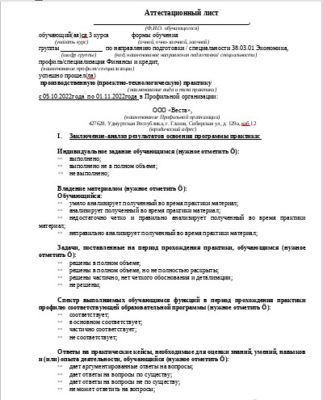 Аттестационный лист
(Ф.И.О. обучающегося)
обучающий(ая)ся 3 курса формы обучения
(указать курс) (очной, очно-заочной, заочной)
группы по направлению подготовки / специальности 38.03.01 Экономика,
(шифр группы) (код, наименование направления подготовки/ специальности)
профиль/специализация Финансы и кредит,
(наименование профиля/специализации)
успешно прошел(ла)
производственную (проектно-технологическую) практику
(наименование вида и типа практики)
с 05.10.2022года по 01.11.2022года в Профильной организации:
ООО «Веста»,
(наименование Профильной организации)
427628, Удмуртская Республика, г. Глазов, Сибирская ул, д. 129а, каб.12
(юридический адрес)
I. Заключение-анализ результатов освоения программы практики:
Индивидуальное задание обучающимся (нужное отметить Ö):
выполнено;
выполнено не в полном объеме;
не выполнено;
Владение материалом (нужное отметить Ö):
Обучающийся:
умело анализирует полученный во время практики материал;
анализирует полученный во время практики материал;
недостаточно четко и правильно анализирует полученный во время практики
материал;
неправильно анализирует полученный во время практики материал;
Задачи, поставленные на период прохождения практики, обучающимся (нужное
отметить Ö):
решены в полном объеме;
решены в полном объеме, но не полностью раскрыты;
решены частично, нет четкого обоснования и детализации;
не решены;
Спектр выполняемых обучающимся функций в период прохождения практики
профилю соответствующей образовательной программы (нужное отметить Ö):
соответствует;
в основном соответствует;
частично соответствует;
не соответствует;
Ответы на практические кейсы, необходимые для оценки знаний, умений, навыков
и (или) опыта деятельности, обучающийся (нужное отметить Ö):
дает аргументированные ответы на вопросы;
дает ответы на вопросы по существу;
дает ответы на вопросы не по существу;
не может ответить на вопросы;